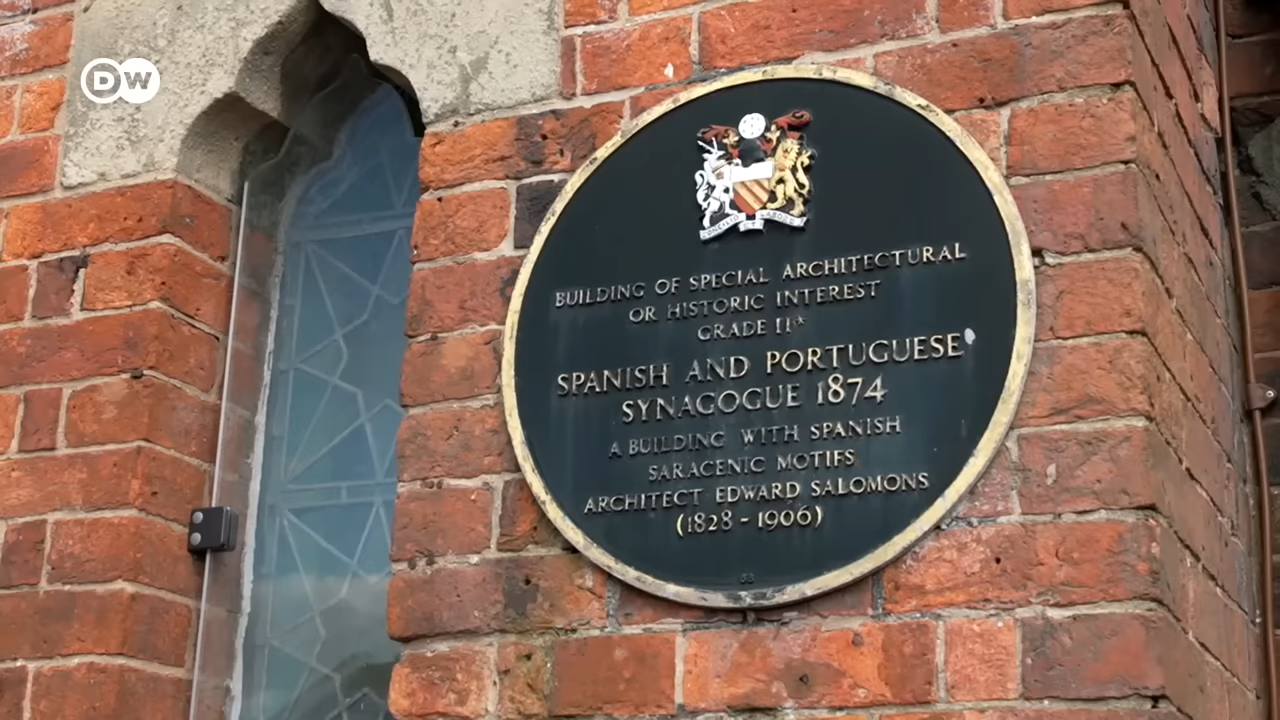 DW
CONCILIO ET LABORE
BUILDING OF SPECIAL ARCHITECTURAL
OR HISTORIC INTEREST
GRADE II*
SPANISH AND PORTUGUESE
SYNAGOGUE 1874
A BUILDING WITH SPANISH
SARACENIC MOTIFS
ARCHITECT EDWARD SALOMONS
(1828 - 1906)